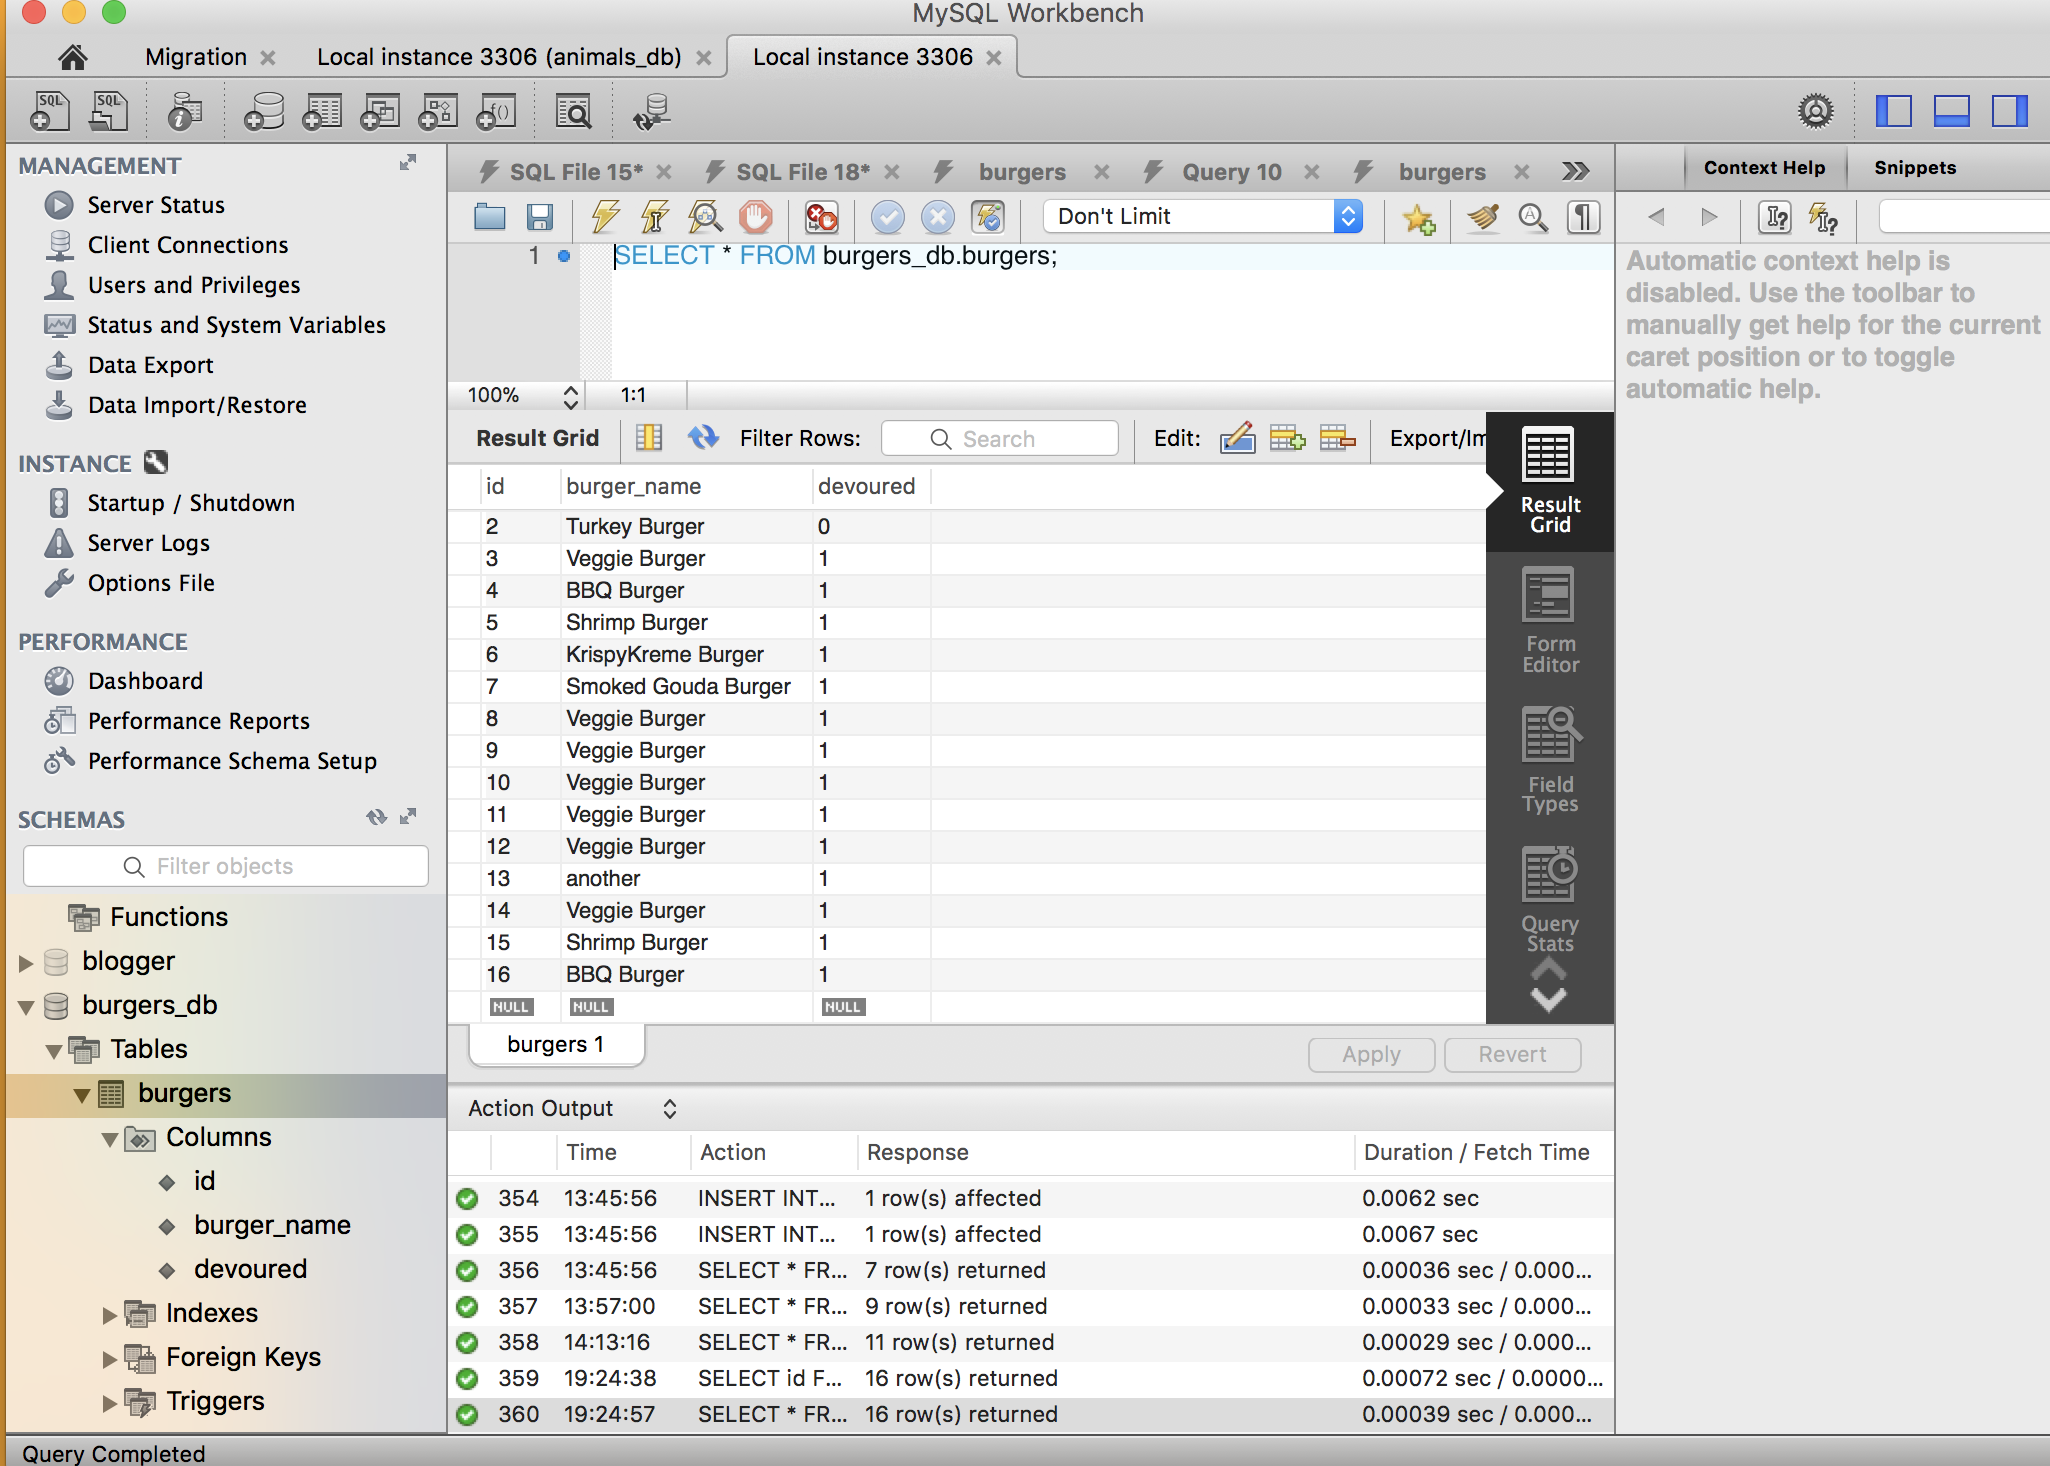 MySQL Workbench
Migration
Local instance 3306 (animals_db)
Local instance 3306
SQL
SQL
f()
MANAGEMENT
Server Status
Client Connections
Users and Privileges
Status and System Variables
Data Export
Data Import/Restore
INSTANCE
Startup / Shutdown
Server Logs
Options File
PERFORMANCE
Dashboard
Performance Reports
Performance Schema Setup
SCHEMAS
Filter objects
Functions
blogger
burgers_db
Tables
burgers
Columns
id
burger_name
devoured
Indexes
Foreign Keys
Triggers
SQL File 15*
SQL File 18*
burgers
Query 10
burgers
Don't Limit
1 SELECT * FROM burgers_db.burgers;
100% 1:1
Result Grid Filter Rows: Search Edit: Export/Im
id burger_name devoured
2 Turkey Burger 0
3 Veggie Burger 1
4 BBQ Burger 1
5 Shrimp Burger 1
6 KrispyKreme Burger 1
7 Smoked Gouda Burger 1
8 Veggie Burger 1
9 Veggie Burger 1
10 Veggie Burger 1
11 Veggie Burger 1
12 Veggie Burger 1
13 another 1
14 Veggie Burger 1
15 Shrimp Burger 1
16 BBQ Burger 1
NULL NULL NULL
Result
Grid
Form
Editor
Field
Types
Query
Stats
burgers 1
Apply Revert
Action Output
Time Action Response Duration / Fetch Time
354 13:45:56 INSERT INT... 1 row(s) affected 0.0062 sec
355 13:45:56 INSERT INT... 1 row(s) affected 0.0067 sec
356 13:45:56 SELECT * FR... 7 row(s) returned 0.00036 sec / 0.000...
357 13:57:00 SELECT * FR... 9 row(s) returned 0.00033 sec / 0.000...
358 14:13:16 SELECT * FR... 11 row(s) returned 0.00029 sec / 0.000...
359 19:24:38 SELECT id F... 16 row(s) returned 0.00072 sec / 0.0000...
360 19:24:57 SELECT * FR... 16 row(s) returned 0.00039 sec / 0.000...
Context Help Snippets
Automatic context help is
disabled. Use the toolbar to
manually get help for the current
caret position or to toggle
automatic help.
Query Completed